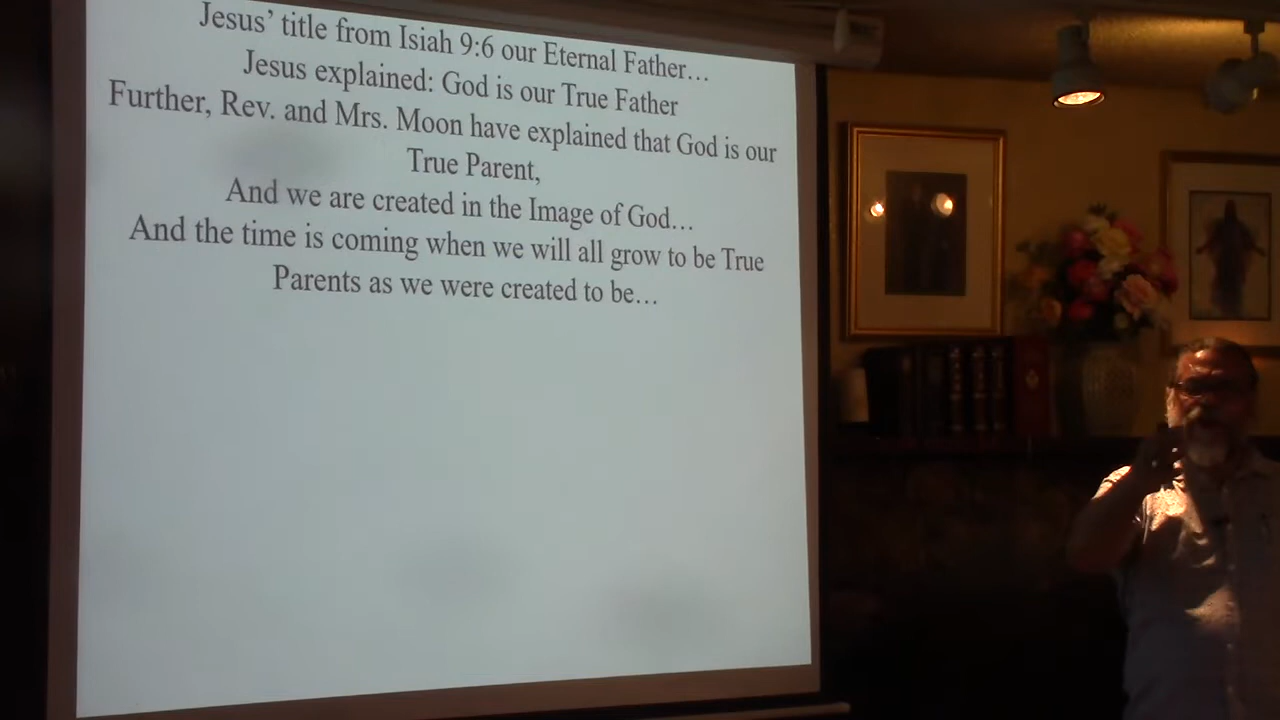 Jesus’ title from Isiah 9:6 our Eternal Father…
Jesus explained: God is our True Father
Further, Rev. and Mrs. Moon have explained that God is our
True Parent,
And we are created in the Image of God…
And the time is coming when we will all grow to be True
Parents as we were created to be…